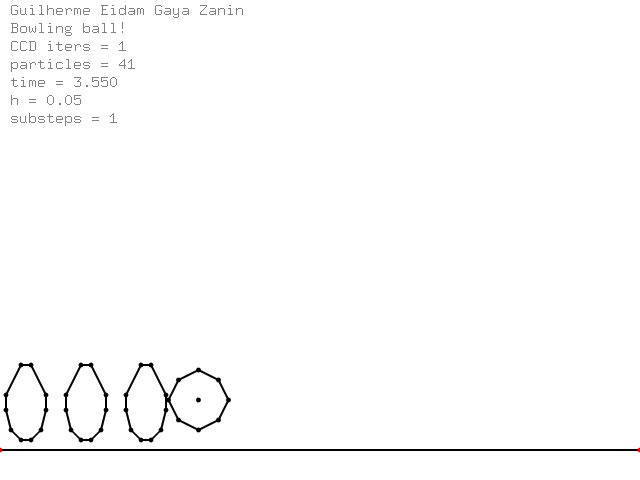 Guilherme Eidam Gaya Zanin
Bowling ball!
CCD iters = 1
particles = 41
time = 3.550
h = 0.05
substeps = 1